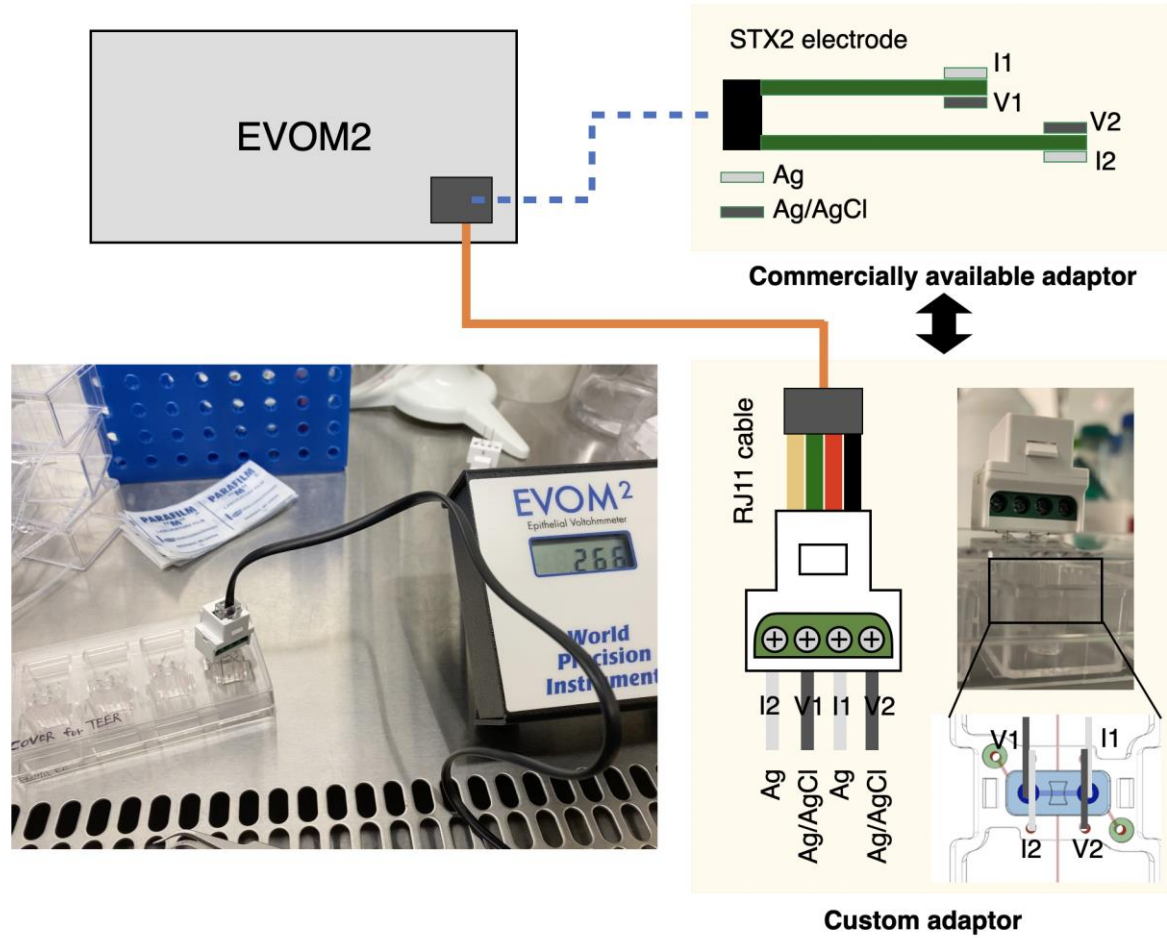 EVOM2
STX2 electrode
I1
V1
V2
I2
Ag
Ag/AgCl
Commercially available adaptor
RJ11 cable
I2 V1 I1 V2
Ag Ag/AgCl Ag Ag/AgCl
V1 I1
I2 V2
Custom adaptor
PARAFILM
"M"
PARAFILM
"M"
EVOM2
Epithelial Voltohmmeter
266
World
Precision
Instrument
COVER for TEER